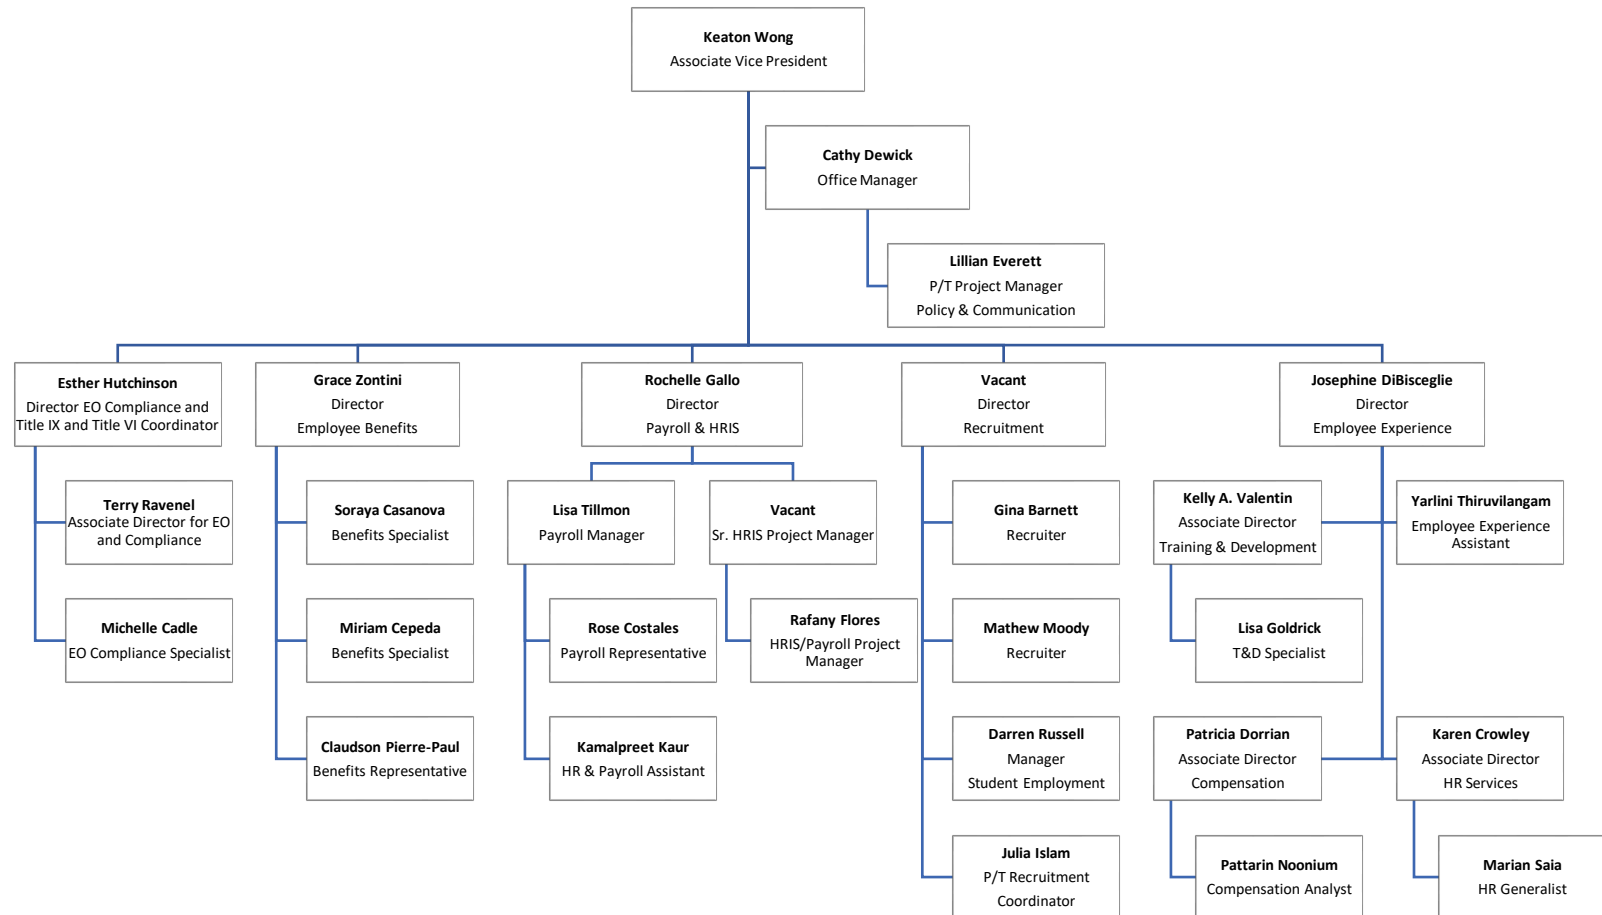 Keaton Wong
Associate Vice President
Cathy Dewick
Office Manager
Lillian Everett
P/T Project Manager
Policy & Communication
Esther Hutchinson
Director EO Compliance and
Title IX and Title VI Coordinator
Grace Zontini
Director
Employee Benefits
Rochelle Gallo
Director
Payroll & HRIS
Vacant
Director
Recruitment
Josephine DiBisceglie
Director
Employee Experience
Terry Ravenel
Associate Director for EO
and Compliance
Soraya Casanova
Benefits Specialist
Lisa Tillmon
Payroll Manager
Vacant
Sr. HRIS Project Manager
Gina Barnett
Recruiter
Kelly A. Valentin
Associate Director
Training & Development
Yarlini Thiruvilangam
Employee Experience
Assistant
Michelle Cadle
EO Compliance Specialist
Miriam Cepeda
Benefits Specialist
Rose Costales
Payroll Representative
Rafany Flores
HRIS/Payroll Project
Manager
Mathew Moody
Recruiter
Lisa Goldrick
T&D Specialist
Claudson Pierre-Paul
Benefits Representative
Kamalpreet Kaur
HR & Payroll Assistant
Darren Russell
Manager
Student Employment
Patricia Dorrian
Associate Director
Compensation
Karen Crowley
Associate Director
HR Services
Julia Islam
P/T Recruitment
Coordinator
Pattarin Noonium
Compensation Analyst
Marian Saia
HR Generalist